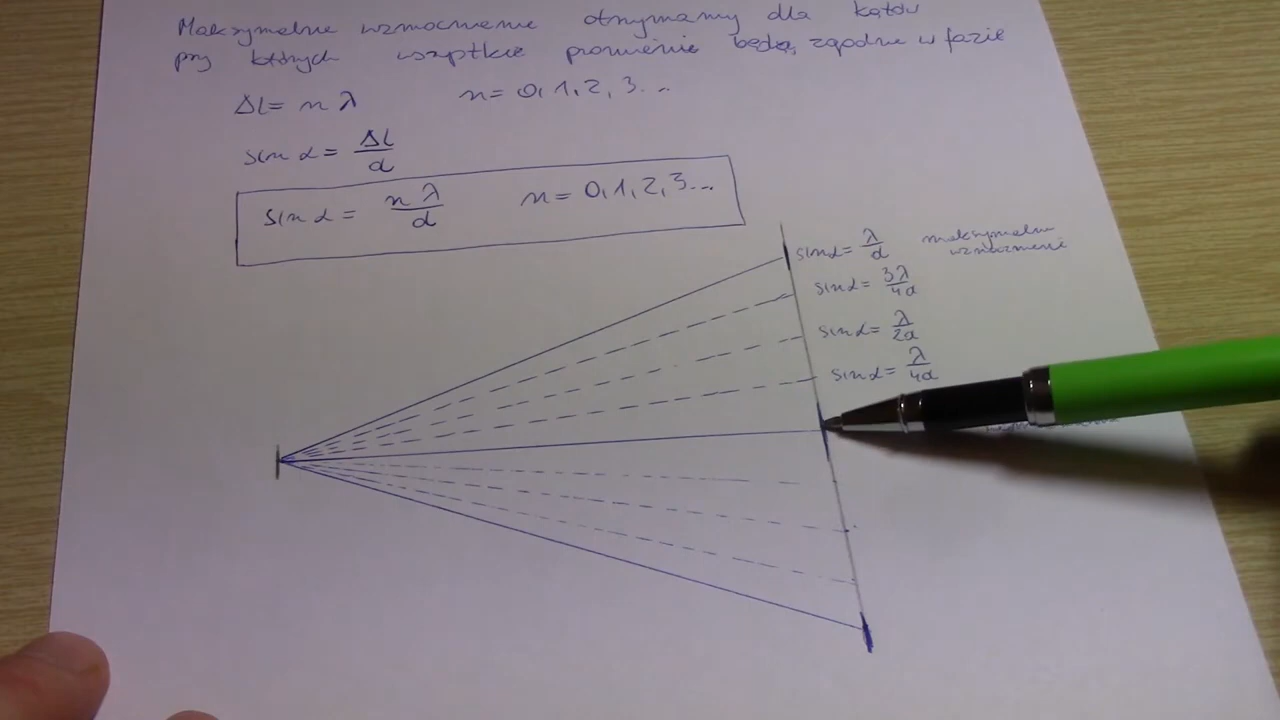 Maksymalne wzmocnienie otrzymamy dla kątów
przy których wszystkie promienie będą zgodne w fazie
Δl = nλ n = 0, 1, 2, 3...
sin α = Δl/d
sin α = nλ/d n = 0, 1, 2, 3...
sin α = λ/d maksymalne
wzmocnienie
sin α = 3λ/4d
sin α = λ/2d
sin α = λ/4d